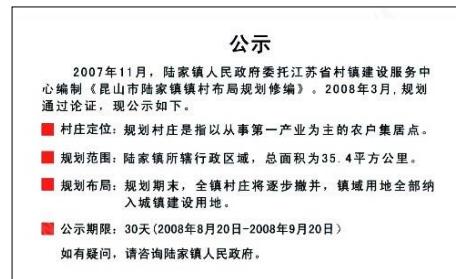 公示
2007年11月，陆家镇人民政府委托江苏省村镇建设服务中
心编制《昆山市陆家镇镇村布局规划修编》。2008年3月，规划
通过论证，现公示如下。
村庄定位：规划村庄是指以从事第一产业为主的农户集居点。
规划范围：陆家镇所辖行政区域，总面积为35.4平方公里。
规划布局：规划期末，全镇村庄将逐步撤并，镇域用地全部纳
入城镇建设用地。
公示期限：30天(2008年8月20日-2008年9月20日)
如有疑问，请咨询陆家镇人民政府。